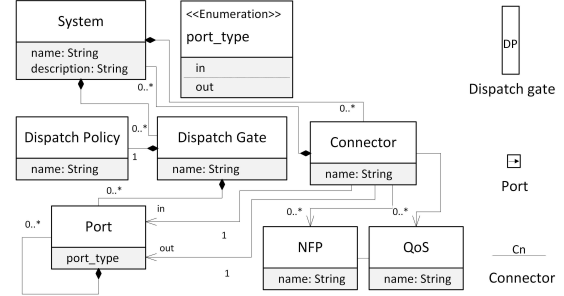 System
name: String
description: String
<<Enumeration>>
port_type
in
out
DP
Dispatch gate
0..*
0..*
Dispatch Policy
name: String
1
0..*
Dispatch Gate
name: String
Connector
name: String
Port
0..*
in
1
0..*
Port
port_type
out
1
0..*
0..*
NFP
name: String
QoS
name: String
Cn
Connector